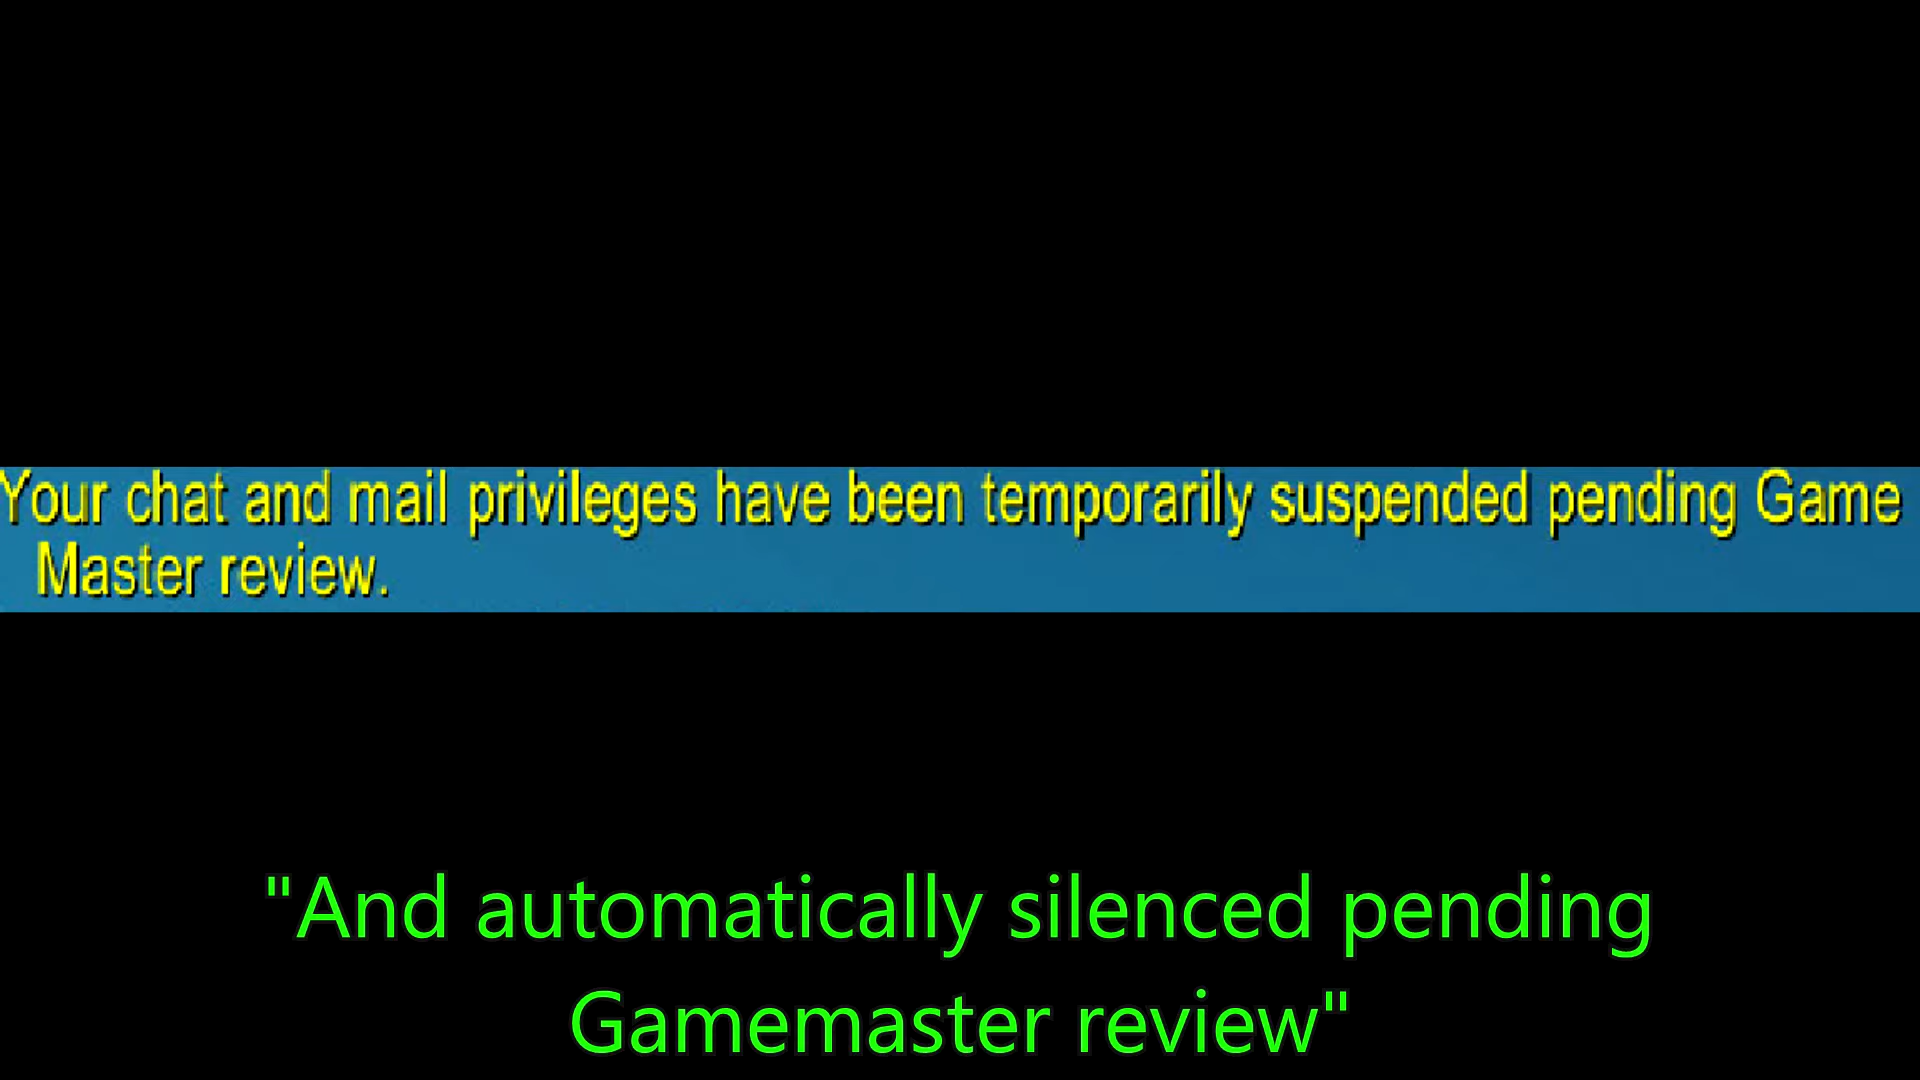 Your chat and mail privileges have been temporarily suspended pending Game
Master review.
"And automatically silenced pending
Gamemaster review"